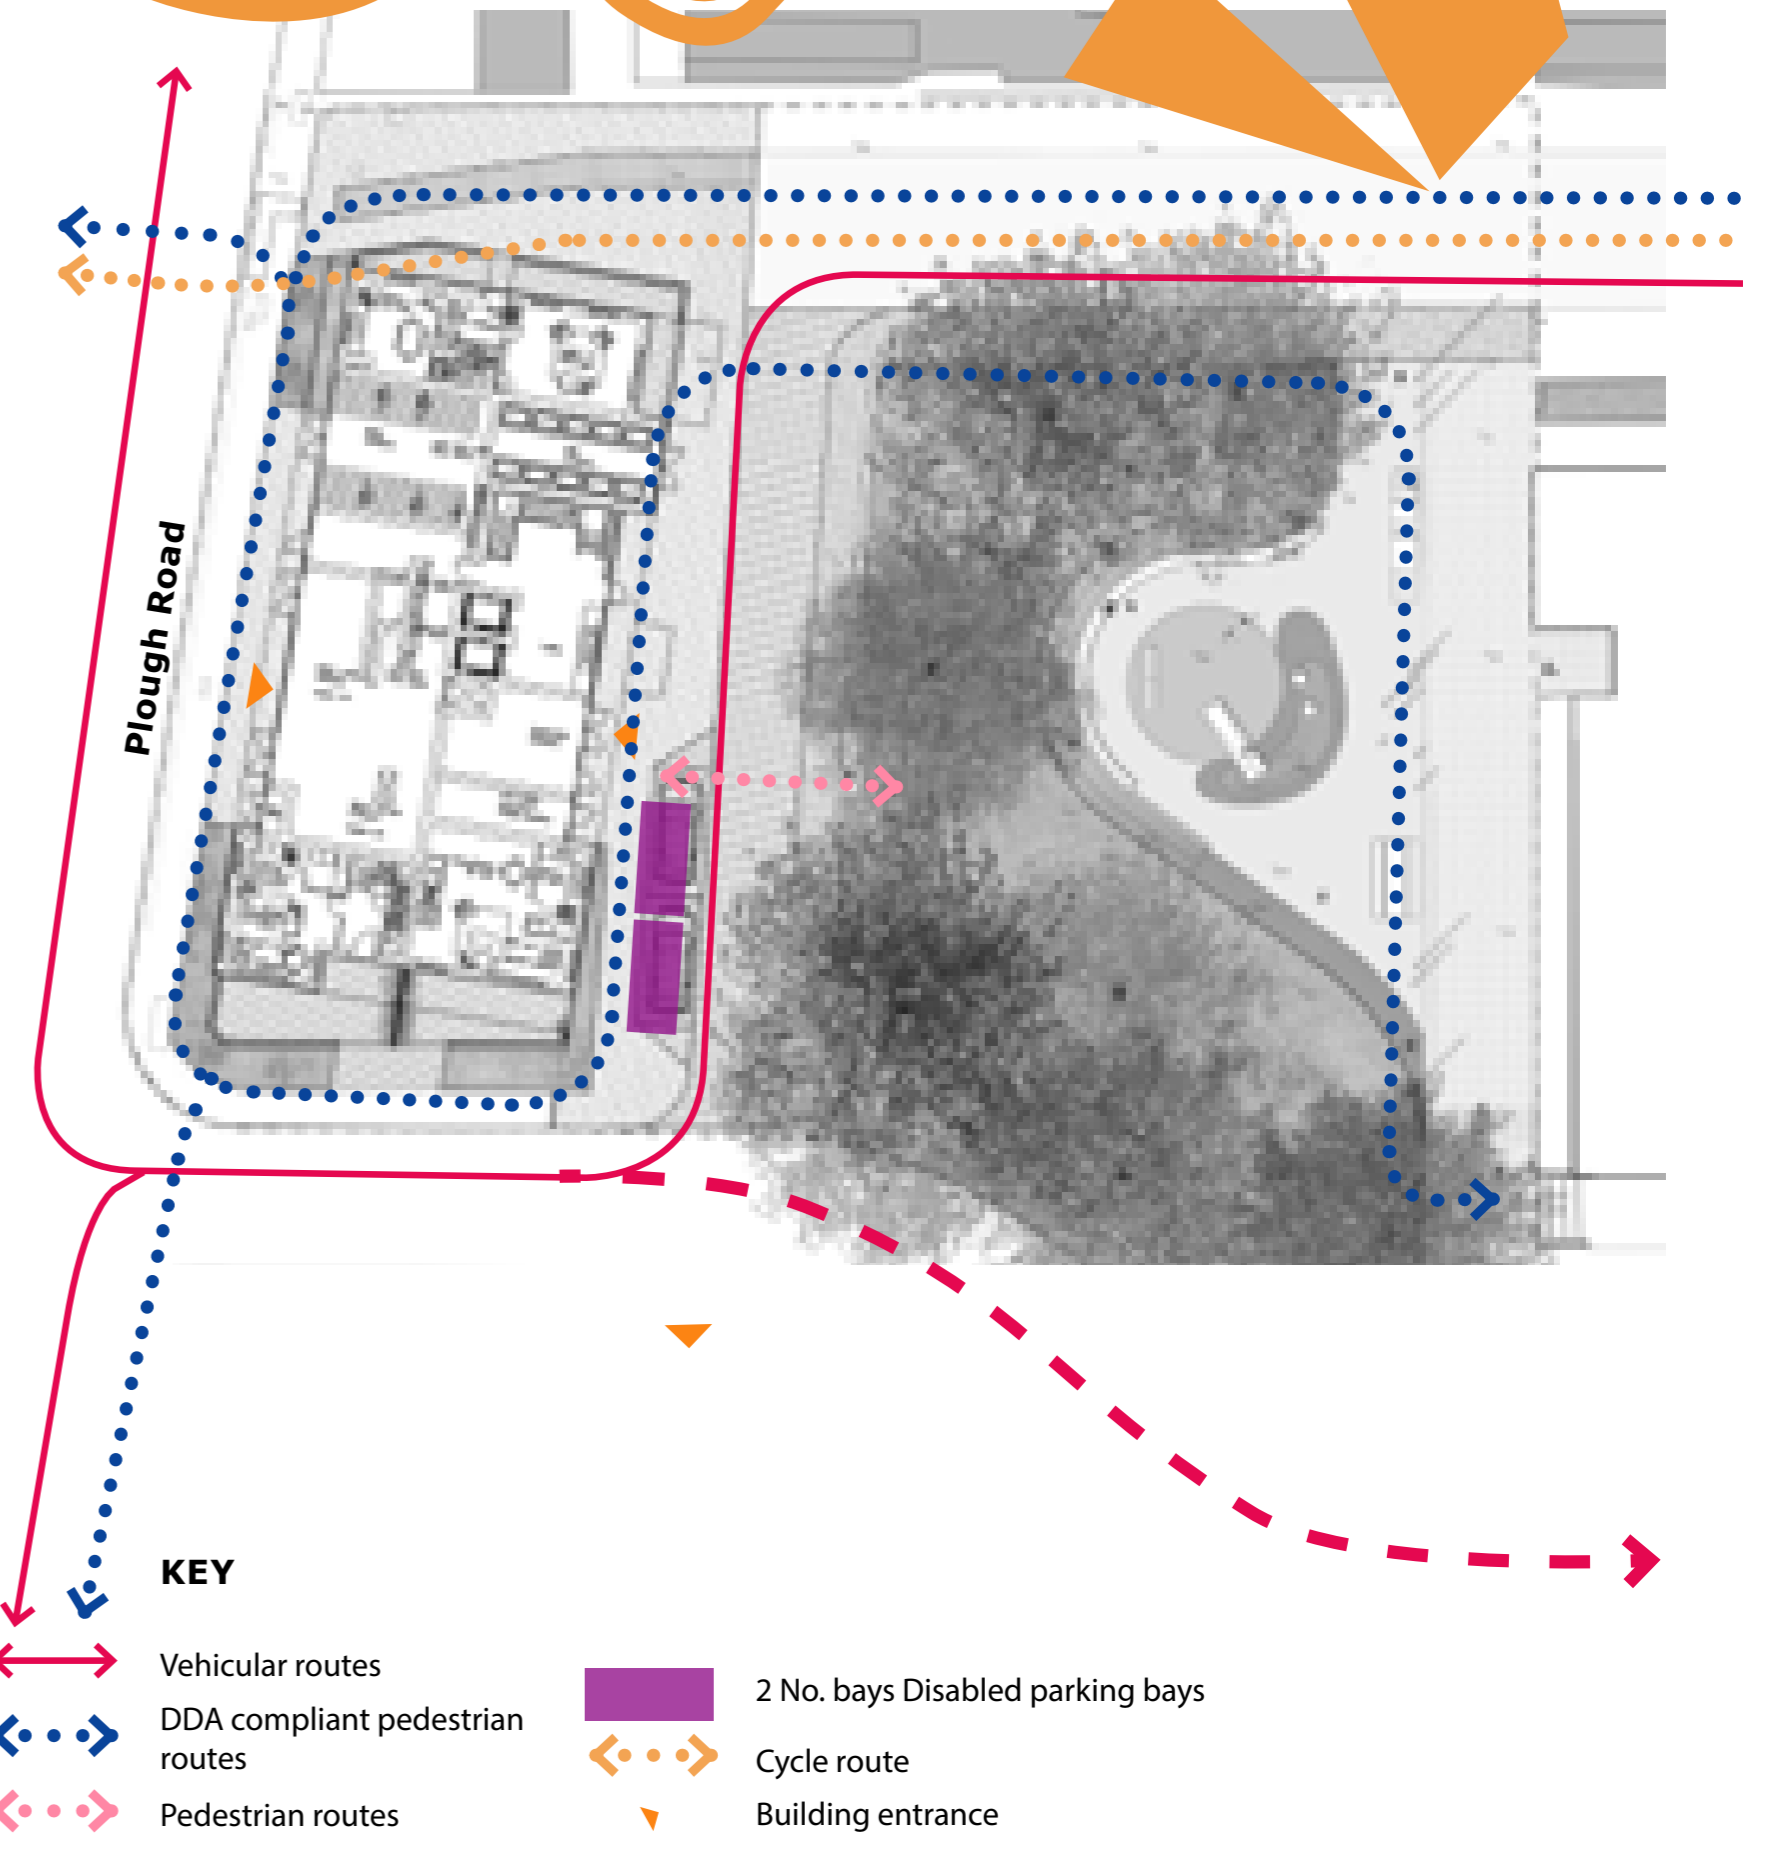 Plough Road
KEY
Vehicular routes
DDA compliant pedestrian
routes
Pedestrian routes
2 No. bays Disabled parking bays
Cycle route
Building entrance